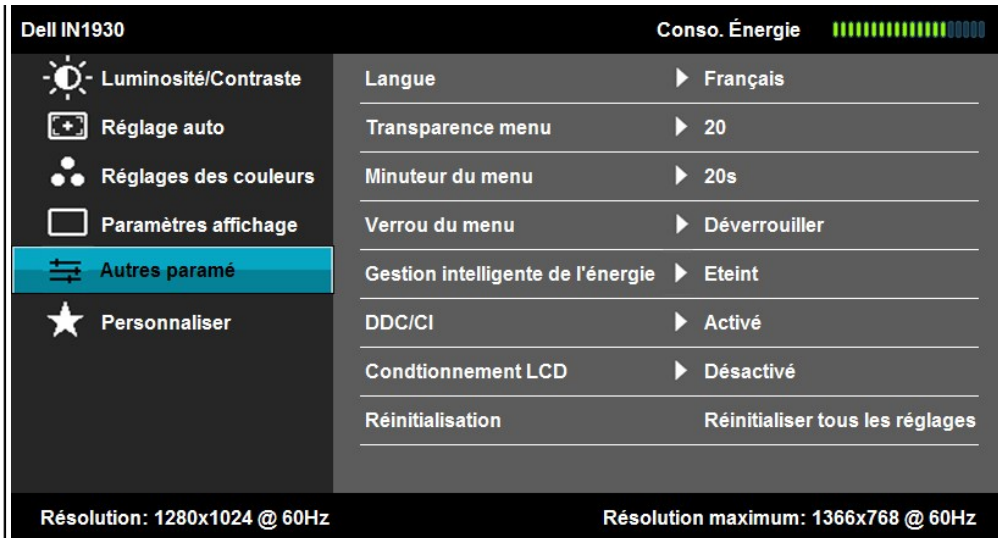 Dell IN1930 Conso. Énergie
Luminosité/Contraste
Réglage auto
Réglages des couleurs
Paramètres affichage
Autres paramé
Personnaliser
Langue Français
Transparence menu 20
Minuteur du menu 20s
Verrou du menu Déverrouiller
Gestion intelligente de l'énergie Eteint
DDC/CI Activé
Condtionnement LCD Désactivé
Réinitialisation Réinitialiser tous les réglages
Résolution: 1280x1024 @ 60Hz Résolution maximum: 1366x768 @ 60Hz